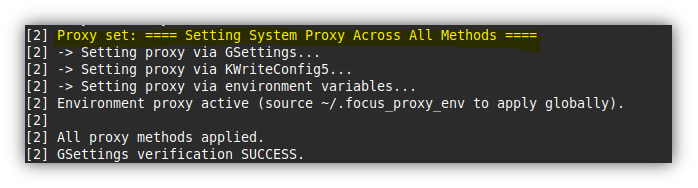 [2] Proxy set: ==== Setting System Proxy Across All Methods ====
[2] -> Setting proxy via GSettings...
[2] -> Setting proxy via KWriteConfig5...
[2] -> Setting proxy via environment variables...
[2] Environment proxy active (source ~/.focus_proxy_env to apply globally).
[2]
[2] All proxy methods applied.
[2] GSettings verification SUCCESS.